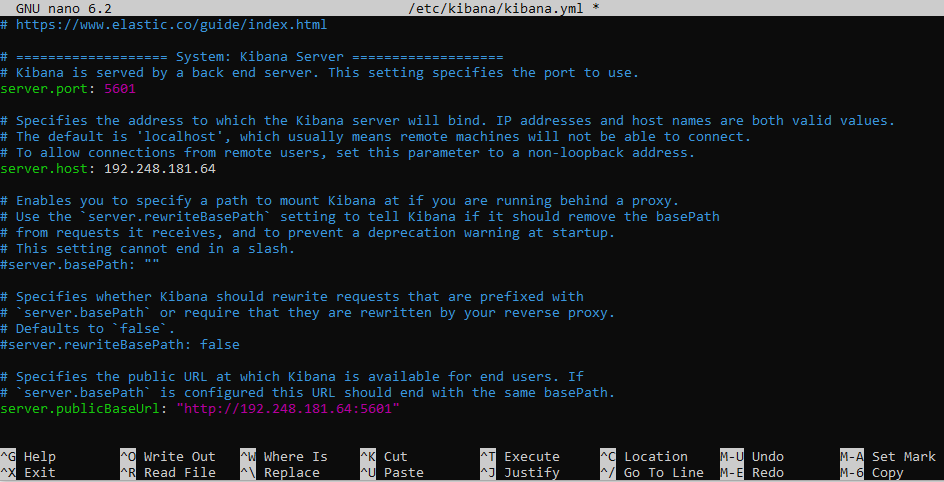 GNU nano 6.2 /etc/kibana/kibana.yml *
# https://www.elastic.co/guide/index.html
# =================== System: Kibana Server ===================
# Kibana is served by a back end server. This setting specifies the port to use.
server.port: 5601
# Specifies the address to which the Kibana server will bind. IP addresses and host names are both valid values.
# The default is 'localhost', which usually means remote machines will not be able to connect.
# To allow connections from remote users, set this parameter to a non-loopback address.
server.host: 192.248.181.64
# Enables you to specify a path to mount Kibana at if you are running behind a proxy.
# Use the `server.rewriteBasePath` setting to tell Kibana if it should remove the basePath
# from requests it receives, and to prevent a deprecation warning at startup.
# This setting cannot end in a slash.
#server.basePath: ""
# Specifies whether Kibana should rewrite requests that are prefixed with
# `server.basePath` or require that they are rewritten by your reverse proxy.
# Defaults to `false`.
#server.rewriteBasePath: false
# Specifies the public URL at which Kibana is available for end users. If
# `server.basePath` is configured this URL should end with the same basePath.
server.publicBaseUrl: "http://192.248.181.64:5601"
^G Help ^O Write Out ^W Where Is ^K Cut ^T Execute ^C Location M-U Undo M-A Set Mark
^X Exit ^R Read File ^\ Replace ^U Paste ^J Justify ^/ Go To Line M-E Redo M-6 Copy